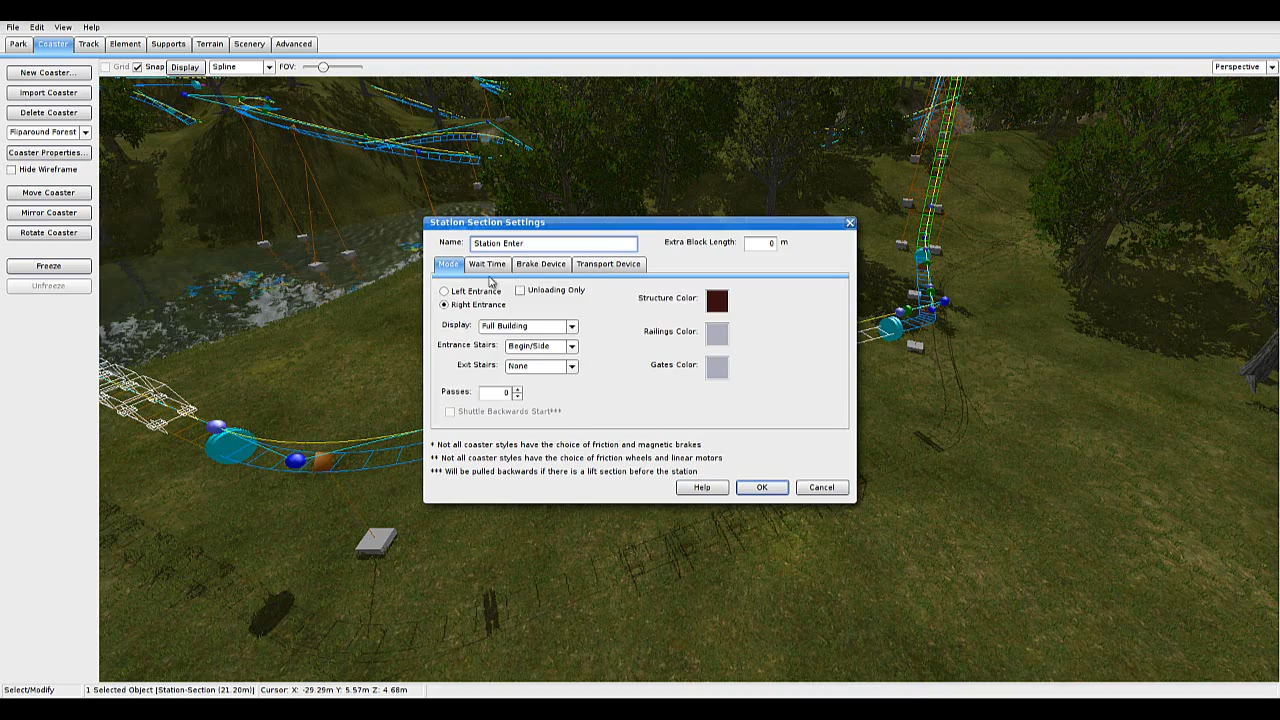 File Edit View Help
Park Coaster Track Element Supports Terrain Scenery Advanced
New Coaster... Grid Snap Display Spline FOV: Perspective
Import Coaster
Delete Coaster
Fliparound Forest
Coaster Properties...
Hide Wireframe
Move Coaster
Mirror Coaster
Rotate Coaster
Freeze
Unfreeze
Station Section Settings
Name: Station Enter Extra Block Length: 0 m
Mode Wait Time Brake Device Transport Device
Left Entrance Unloading Only
Right Entrance
Structure Color:
Display: Full Building
Railings Color:
Entrance Stairs: Begin/Side
Exit Stairs: None
Gates Color:
Passes: 0
Shuttle Backwards Start***
* Not all coaster styles have the choice of friction and magnetic brakes
** Not all coaster styles have the choice of friction wheels and linear motors
*** Will be pulled backwards if there is a lift section before the station
Help OK Cancel
Select/Modify 1 Selected Object [Station-Section (21.20m)] Cursor: X: -29.29m Y: 5.57m Z: 4.68m